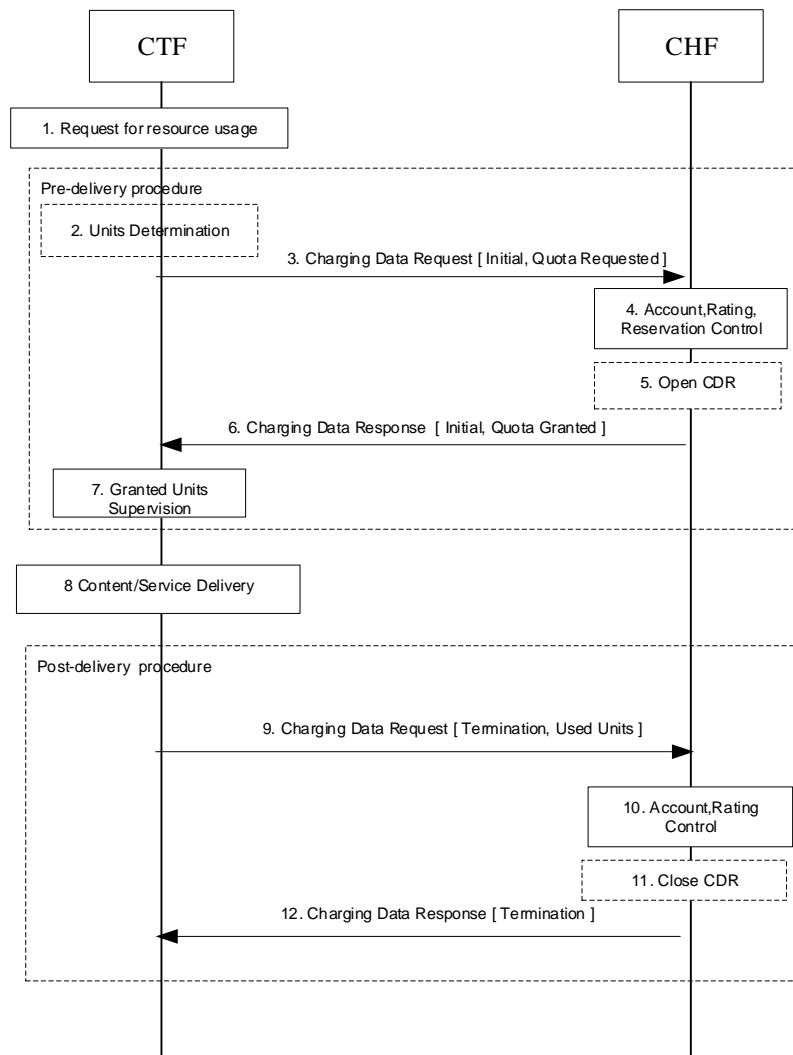 CTF
CHF
1. Request for resource usage
Pre-delivery procedure
2. Units Determination
3. Charging Data Request [ Initial, Quota Requested ]
4. Account,Rating,
Reservation Control
5. Open CDR
6. Charging Data Response [ Initial, Quota Granted ]
7. Granted Units
Supervision
8 Content/Service Delivery
Post-delivery procedure
9. Charging Data Request [ Termination, Used Units ]
10. Account,Rating
Control
11. Close CDR
12. Charging Data Response [ Termination ]